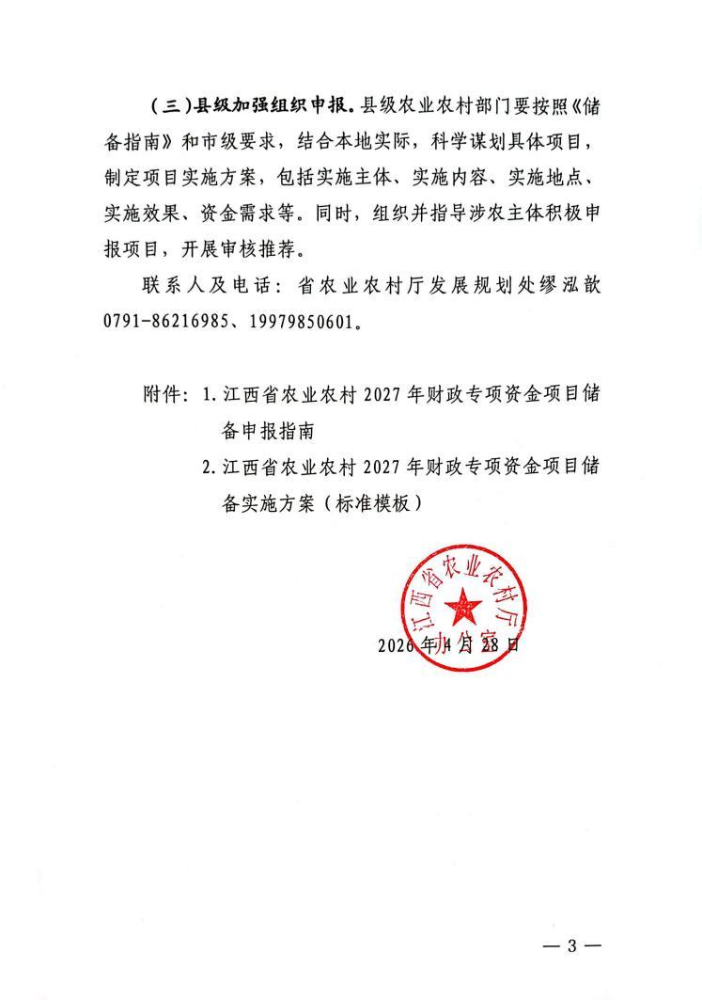 （三）县级加强组织申报。县级农业农村部门要按照《储
备指南》和市级要求，结合本地实际，科学谋划具体项目，
制定项目实施方案，包括实施主体、实施内容、实施地点、
实施效果、资金需求等。同时，组织并指导涉农主体积极申
报项目，开展审核推荐。
联系人及电话：省农业农村厅发展规划处缪泓歆
0791-86216985、19979850601。
附件：1. 江西省农业农村 2027 年财政专项资金项目储
备申报指南
2. 江西省农业农村 2027 年财政专项资金项目储
备实施方案（标准模板）
江西省农业农村厅
办公室
2026 年 4 月 28 日
— 3 —